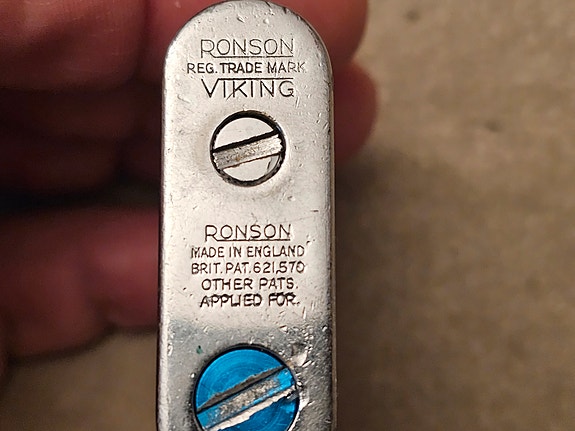 RONSON
REG. TRADE MARK
VIKING
RONSON
MADE IN ENGLAND
BRIT. PAT. 621,570
OTHER PATS.
APPLIED FOR.